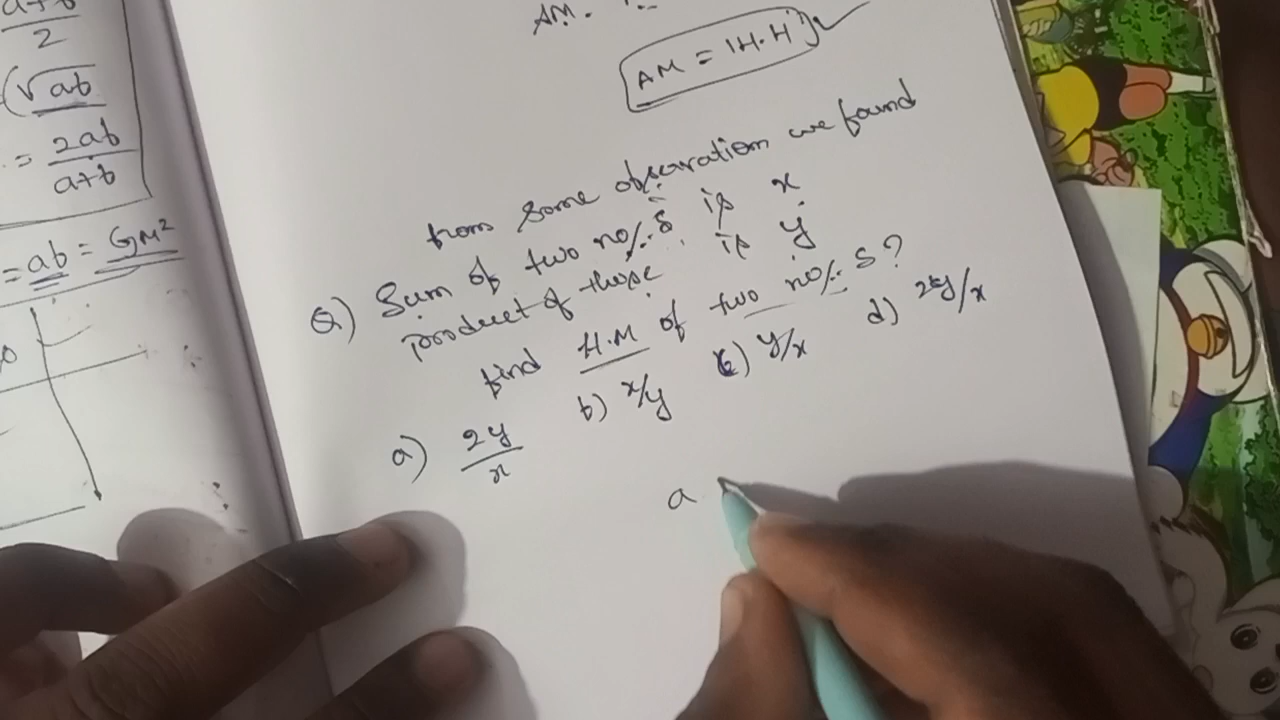 a+b
2
(√ab
= 2ab
a+b
= ab = GM²
AM.
AM = H.H
from some observation we found
Q) Sum of two no/.s is x
product of these is y
find H.M of two no/.s?
a) 2y/x b) x/y c) y/x d) 2y/x
a